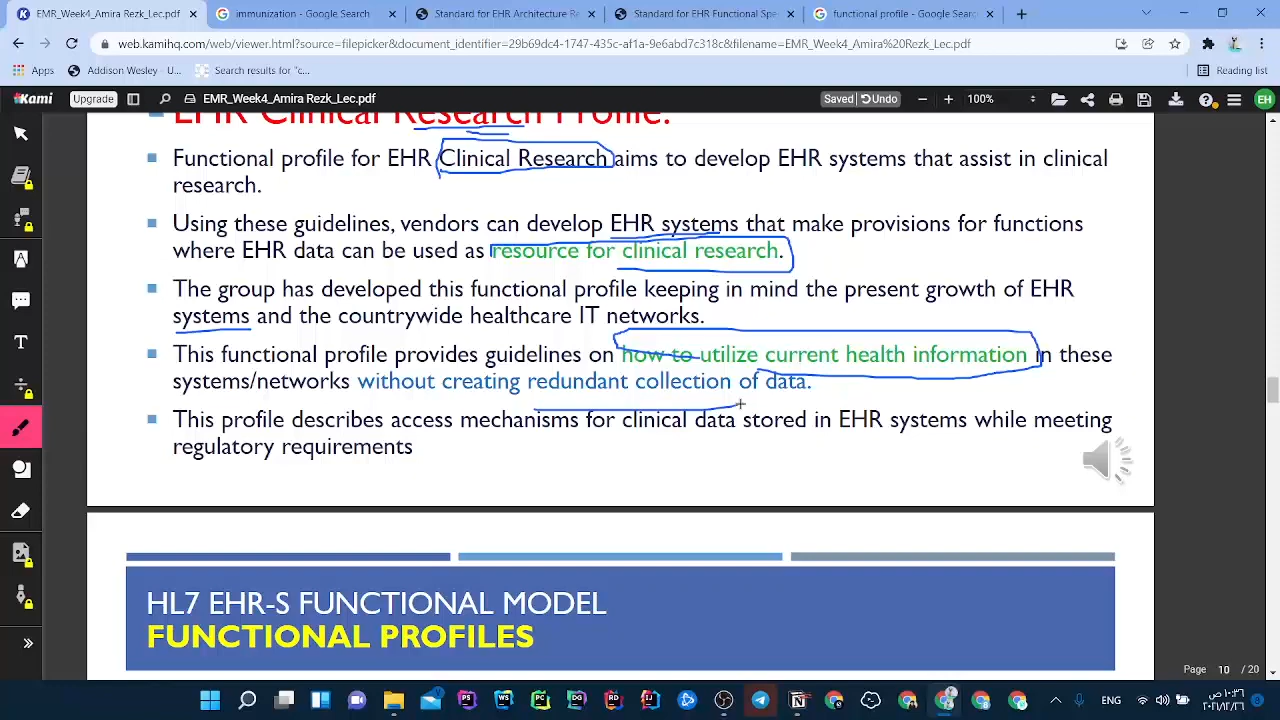 Dashboard
immunization - Google Search
Standard for EHR Architecture Re
Standard for EHR Functional Spe
functional profile - Google Searc
web.kamihq.com/web/viewer.html?source=filepicker&document_identifier=29b69dc4-1747-435c-af1a-9e6abd7c318c&filename=EMR_Week4_Amira%20Rezk_Lec.pdf
Apps
Addison Wesley - U...
Search results for "c...
Reading list
Kami
Upgrade
EMR_Week4_Amira Rezk_Lec.pdf
Saved
Undo
100%
EH
EHR Clinical Research Profile:
Functional profile for EHR Clinical Research aims to develop EHR systems that assist in clinical
research.
Using these guidelines, vendors can develop EHR systems that make provisions for functions
where EHR data can be used as resource for clinical research.
The group has developed this functional profile keeping in mind the present growth of EHR
systems and the countrywide healthcare IT networks.
This functional profile provides guidelines on how to utilize current health information in these
systems/networks without creating redundant collection of data.
This profile describes access mechanisms for clinical data stored in EHR systems while meeting
regulatory requirements
HL7 EHR-S FUNCTIONAL MODEL
FUNCTIONAL PROFILES
Page 10 / 20
ENG